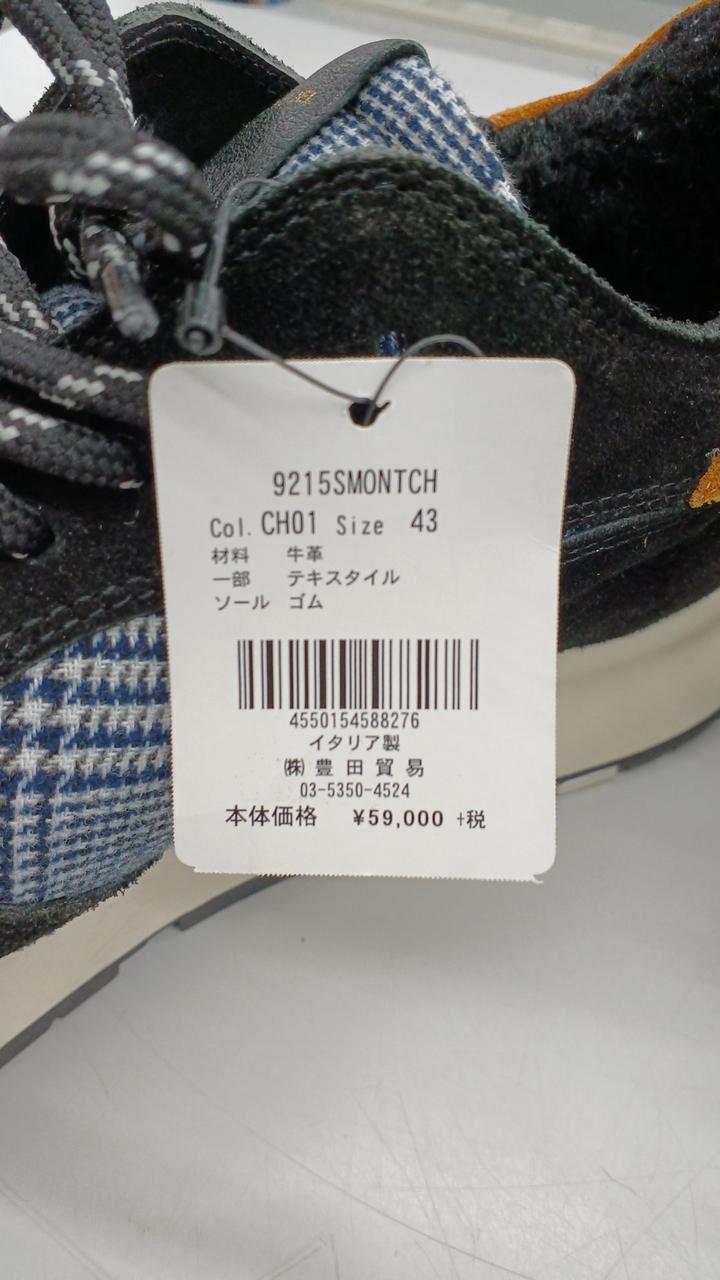 9215SMONTCH
Col. CH01 Size 43
材料 牛革
一部 テキスタイル
ソール ゴム
4550154588276
イタリア製
㈱ 豊田貿易
03-5350-4524
本体価格 ¥59,000 +税